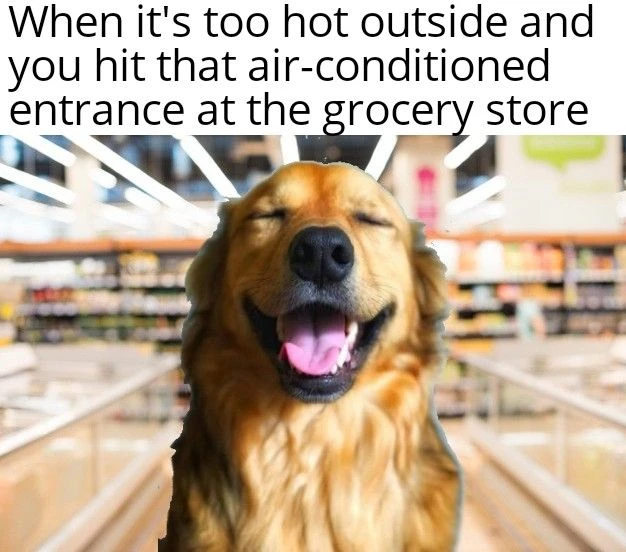 When it's too hot outside and
you hit that air-conditioned
entrance at the grocery store